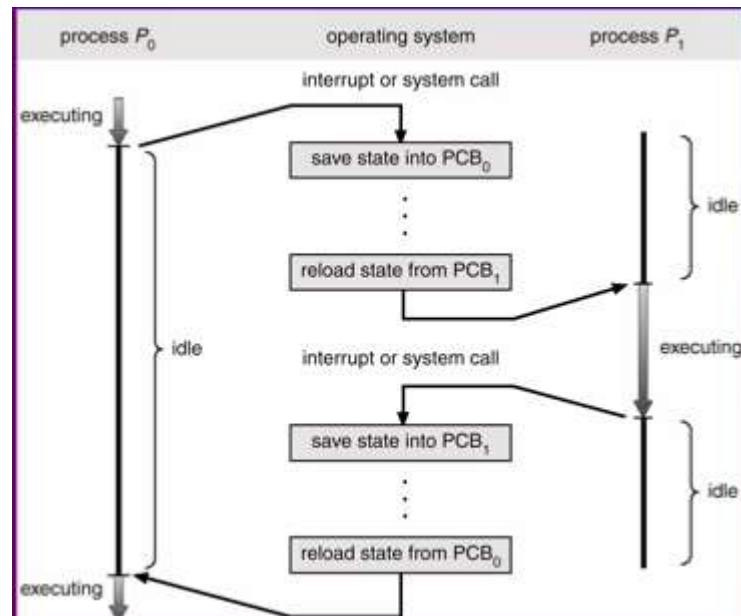 process P₀
operating system
process P₁
interrupt or system call
executing
save state into PCB₀
idle
reload state from PCB₁
idle
interrupt or system call
executing
save state into PCB₁
idle
reload state from PCB₀
executing